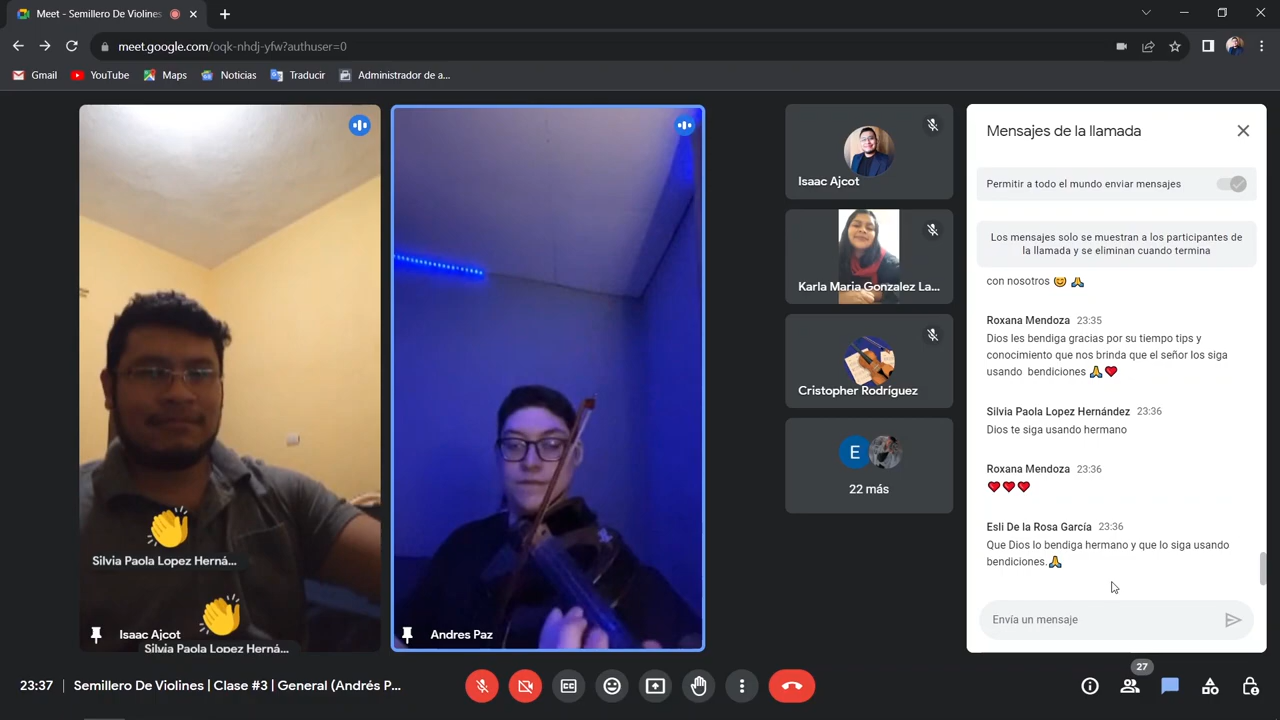 Meet - Semillero De Violines
meet.google.com/oqk-nhdj-yfw?authuser=0
Gmail
YouTube
Maps
Noticias
Traducir
Administrador de a...
Silvia Paola Lopez Herná...
Isaac Ajcot
Silvia Paola Lopez Herná...
Andres Paz
Isaac Ajcot
Karla Maria Gonzalez La...
Cristopher Rodríguez
E
22 más
Mensajes de la llamada
Permitir a todo el mundo enviar mensajes
Los mensajes solo se muestran a los participantes de
la llamada y se eliminan cuando termina
con nosotros 😊 🙏
Roxana Mendoza 23:35
Dios les bendiga gracias por su tiempo tips y
conocimiento que nos brinda que el señor los siga
usando bendiciones 🙏❤️
Silvia Paola Lopez Hernández 23:36
Dios te siga usando hermano
Roxana Mendoza 23:36
❤️❤️❤️
Esli De la Rosa García 23:36
Que Dios lo bendiga hermano y que lo siga usando
bendiciones.🙏
Envía un mensaje
23:37 | Semillero De Violines | Clase #3 | General (Andrés P...
27